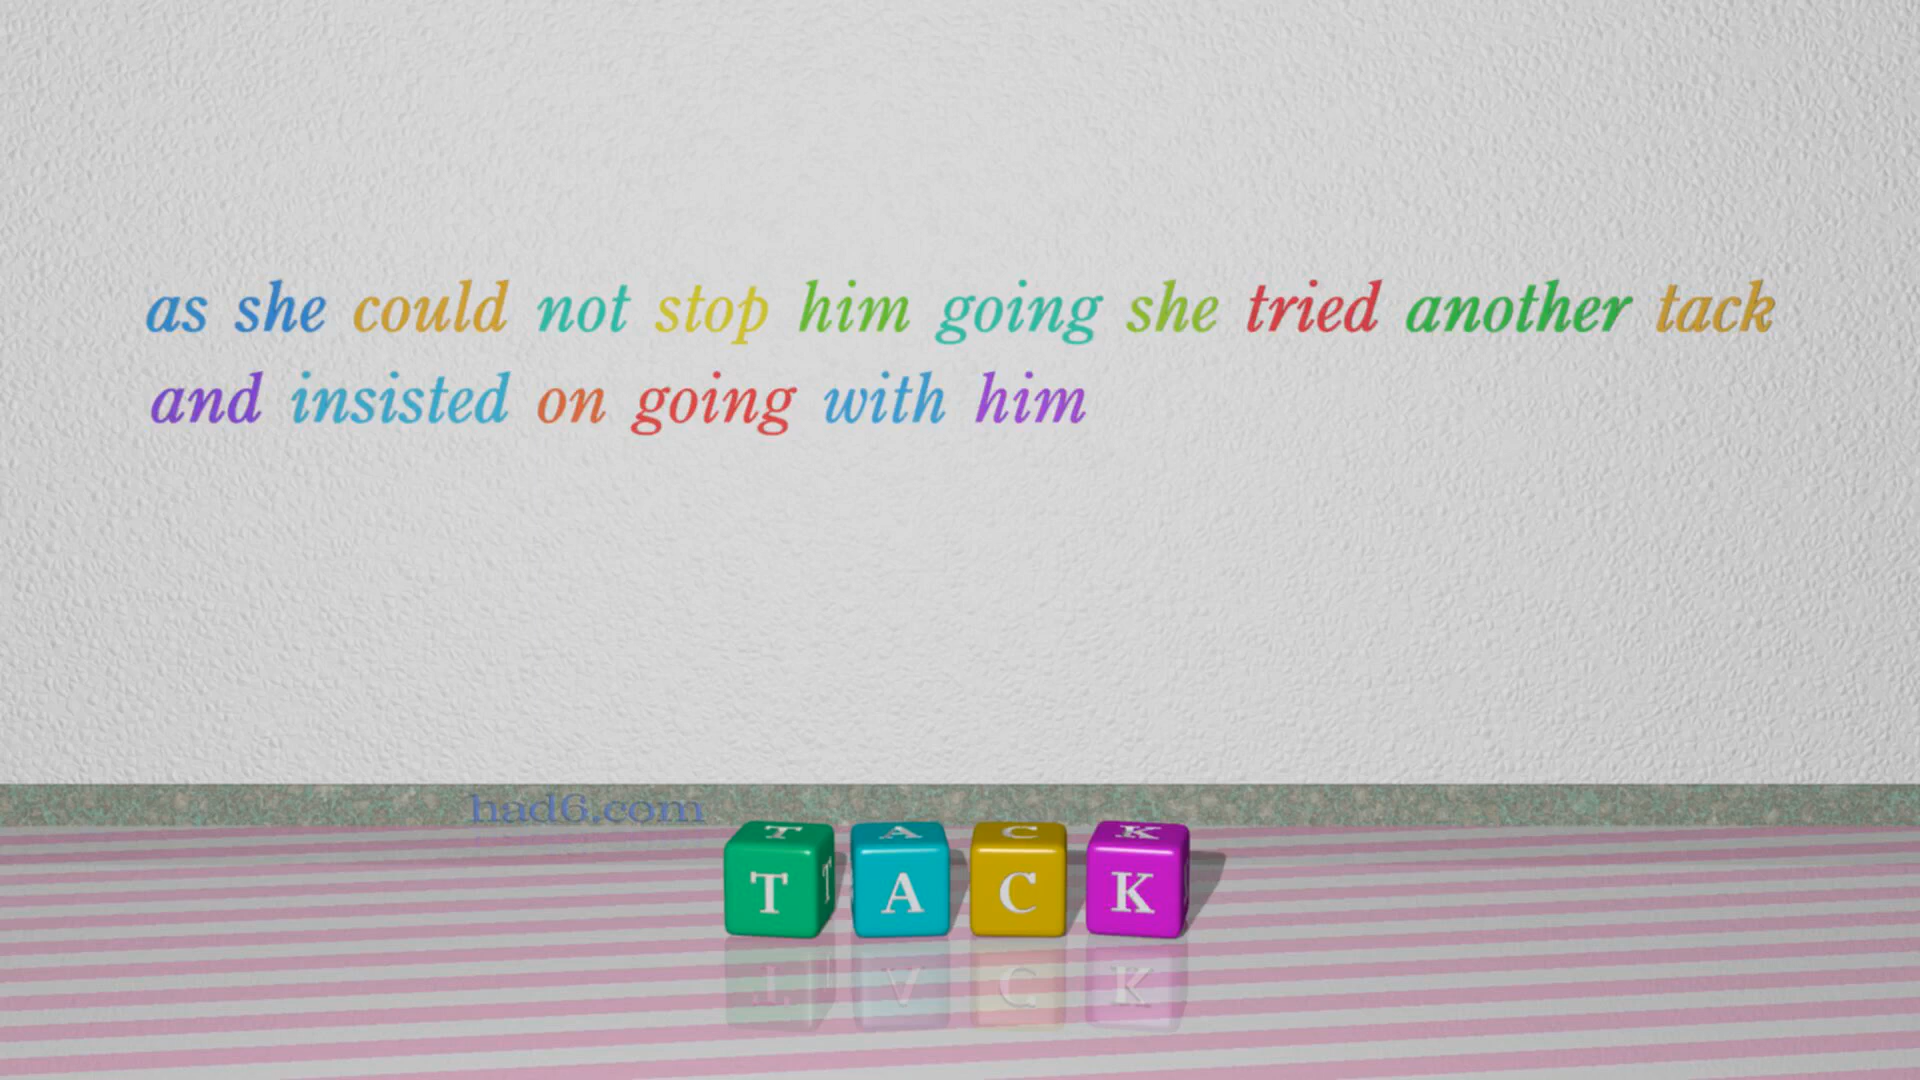 as she could not stop him going she tried another tack
and insisted on going with him
had6.com
T A C K
T A C K